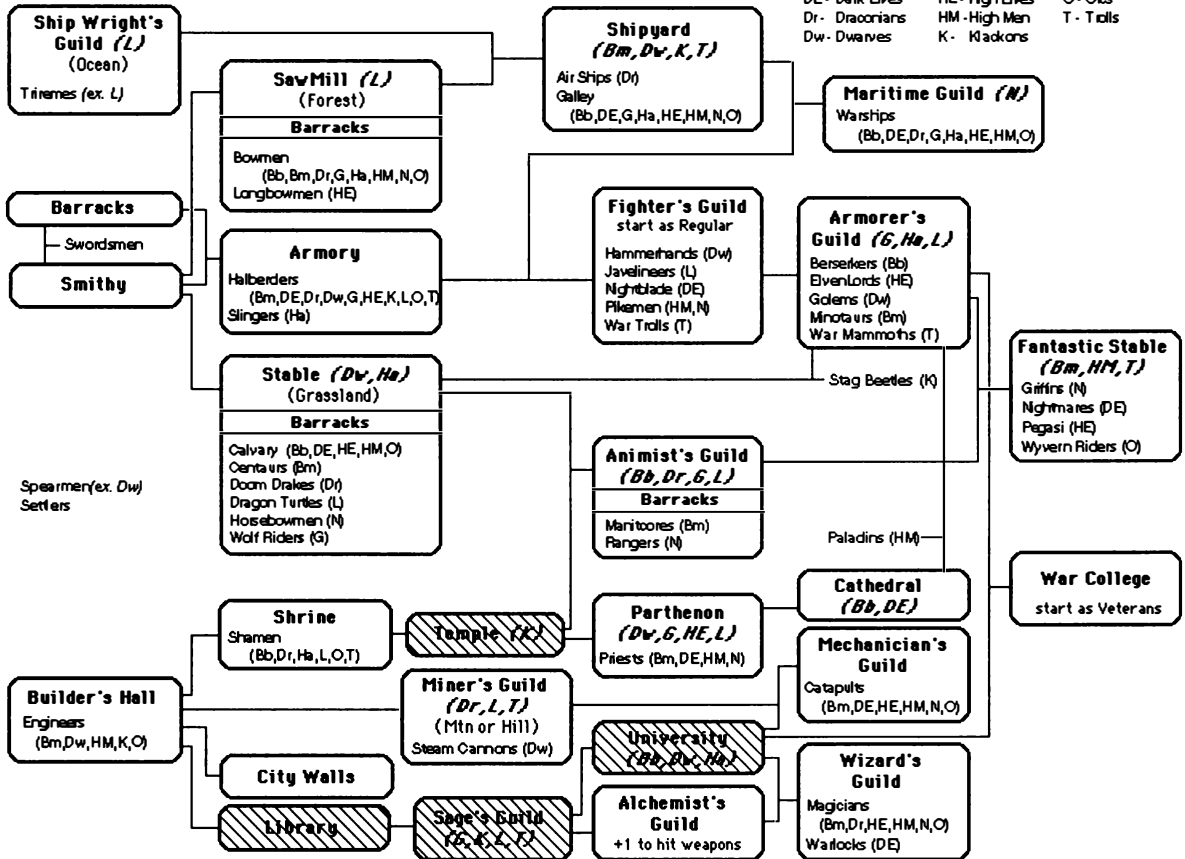 Ship Wright's
Guild (L)
(Ocean)
Triremes (ex. L)
SawMill (L)
(Forest)
Barracks
Bowmen
(Bb,Bm,Dr,G,Ha,HM,N,O)
Longbowmen (HE)
Shipyard
(Bm,Dw,K,T)
Air Ships (Dr)
Galley
(Bb,DE,G,Ha,HE,HM,N,O)
Dr- Draconians
HM-High Men
T - Trolls
Dw- Dwarves
K - Klackons
Maritime Guild (N)
Warships
(Bb,DE,Dr,G,Ha,HE,HM,O)
Barracks
Swordsmen
Smithy
Armory
Halberders
(Bm,DE,Dr,Dw,G,HE,K,L,O,T)
Slingers (Ha)
Fighter's Guild
start as Regular
Hammerhands (Dw)
Javelineers (L)
Nightblade (DE)
Pikemen (HM,N)
War Trolls (T)
Armorer's
Guild (G,Ha,L)
Berserkers (Bb)
ElvenLords (HE)
Golems (Dw)
Minotaurs (Bm)
War Mammoths (T)
Stable (Dw,Ha)
(Grassland)
Barracks
Calvary (Bb,DE,HE,HM,O)
Centaurs (Bm)
Doom Drakes (Dr)
Dragon Turtles (L)
Horsebowmen (N)
Wolf Riders (G)
Stag Beetles (K)
Fantastic Stable
(Bm,HM,T)
Griffins (N)
Nightmares (DE)
Pegasi (HE)
Wyvern Riders (O)
Animist's Guild
(Bb,Dr,G,L)
Barracks
Manitcores (Bm)
Rangers (N)
Spearmen(ex. Dw)
Settlers
Paladins (HM)
Shrine
Shamen
(Bb,Dr,Ha,L,O,T)
Temple (K)
Parthenon
(Dw,G,HE,L)
Priests (Bm,DE,HM,N)
Cathedral
(Bb,DE)
War College
start as Veterans
Builder's Hall
Engineers
(Bm,Dw,HM,K,O)
Miner's Guild
(Dr,L,T)
(Mtn or Hill)
Steam Cannons (Dw)
Mechanician's
Guild
Catapults
(Bm,DE,HE,HM,N,O)
City Walls
University
(Bb,Dw,Ha)
Library
Sage's Guild
(G,K,L,T)
Alchemist's
Guild
+1 to hit weapons
Wizard's
Guild
Magicians
(Bm,Dr,HE,HM,N,O)
Warlocks (DE)